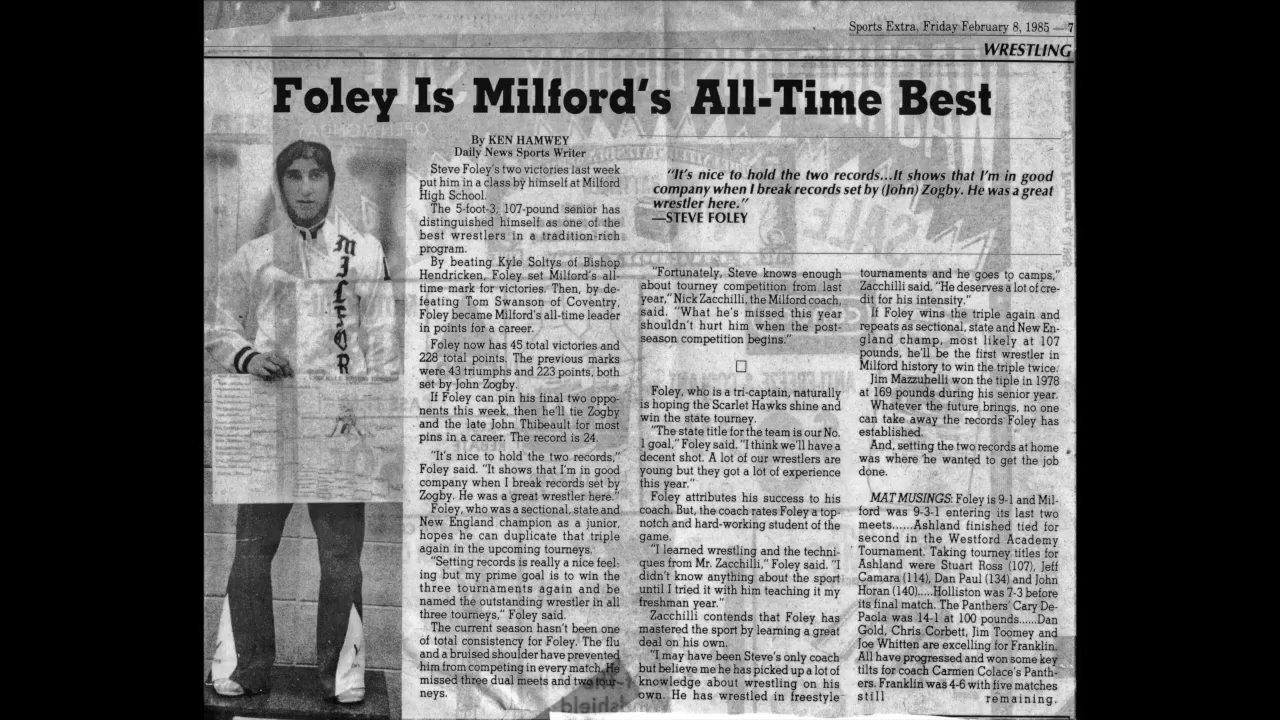 Sports Extra, Friday February 8, 1985 — 7
WRESTLING
Foley Is Milford's All-Time Best
By KEN HAMWEY
Daily News Sports Writer
Steve Foley's two victories last week
put him in a class by himself at Milford
High School.
The 5-foot-3, 107-pound senior has
distinguished himself as one of the
best wrestlers in a tradition-rich
program.
By beating Kyle Soltys of Bishop
Hendricken, Foley set Milford's all-
time mark for victories. Then, by de-
feating Tom Swanson of Coventry,
Foley became Milford's all-time leader
in points for a career.
Foley now has 45 total victories and
228 total points. The previous marks
were 43 triumphs and 223 points, both
set by John Zogby.
If Foley can pin his final two oppo-
nents this week, then he'll tie Zogby
and the late John Thibeault for most
pins in a career. The record is 24.
"It's nice to hold the two records,"
Foley said. "It shows that I'm in good
company when I break records set by
Zogby. He was a great wrestler here."
Foley, who was a sectional, state and
New England champion as a junior,
hopes he can duplicate that triple
again in the upcoming tourneys.
"Setting records is really a nice feel-
ing but my prime goal is to win the
three tournaments again and be
named the outstanding wrestler in all
three tourneys," Foley said.
The current season hasn't been one
of total consistency for Foley. The flu
and a bruised shoulder have prevented
him from competing in every match. He
missed three dual meets and two tour-
neys.
"It's nice to hold the two records...It shows that I'm in good
company when I break records set by (John) Zogby. He was a great
wrestler here."
—STEVE FOLEY
"Fortunately, Steve knows enough
about tourney competition from last
year," Nick Zacchilli, the Milford coach,
said. "What he's missed this year
shouldn't hurt him when the post-
season competition begins."
Foley, who is a tri-captain, naturally
is hoping the Scarlet Hawks shine and
win the state tourney.
"The state title for the team is our No.
1 goal," Foley said. "I think we'll have a
decent shot. A lot of our wrestlers are
young but they got a lot of experience
this year."
Foley attributes his success to his
coach. But, the coach rates Foley a top-
notch and hard-working student of the
game.
"I learned wrestling and the techni-
ques from Mr. Zacchilli," Foley said. "I
didn't know anything about the sport
until I tried it with him teaching it my
freshman year."
Zacchilli contends that Foley has
mastered the sport by learning a great
deal on his own.
"I may have been Steve's only coach
but believe me he has picked up a lot of
knowledge about wrestling on his
own. He has wrestled in freestyle
tournaments and he goes to camps,"
Zacchilli said. "He deserves a lot of cre-
dit for his intensity."
If Foley wins the triple again and
repeats as sectional, state and New En-
gland champ, most likely at 107
pounds, he'll be the first wrestler in
Milford history to win the triple twice.
Jim Mazzuhelli won the tiple in 1978
at 169 pounds during his senior year.
Whatever the future brings, no one
can take away the records Foley has
established.
And, setting the two records at home
was where he wanted to get the job
done.
MAT MUSINGS: Foley is 9-1 and Mil-
ford was 9-3-1 entering its last two
meets......Ashland finished tied for
second in the Westford Academy
Tournament. Taking tourney titles for
Ashland were Stuart Ross (107), Jeff
Camara (114), Dan Paul (134) and John
Horan (140).....Holliston was 7-3 before
its final match. The Panthers' Cary De-
Paola was 14-1 at 100 pounds......Dan
Gold, Chris Corbett, Jim Toomey and
Joe Whitten are excelling for Franklin.
All have progressed and won some key
tilts for coach Carmen Colace's Panth-
ers. Franklin was 4-6 with five matches
still remaining.
MILFORD